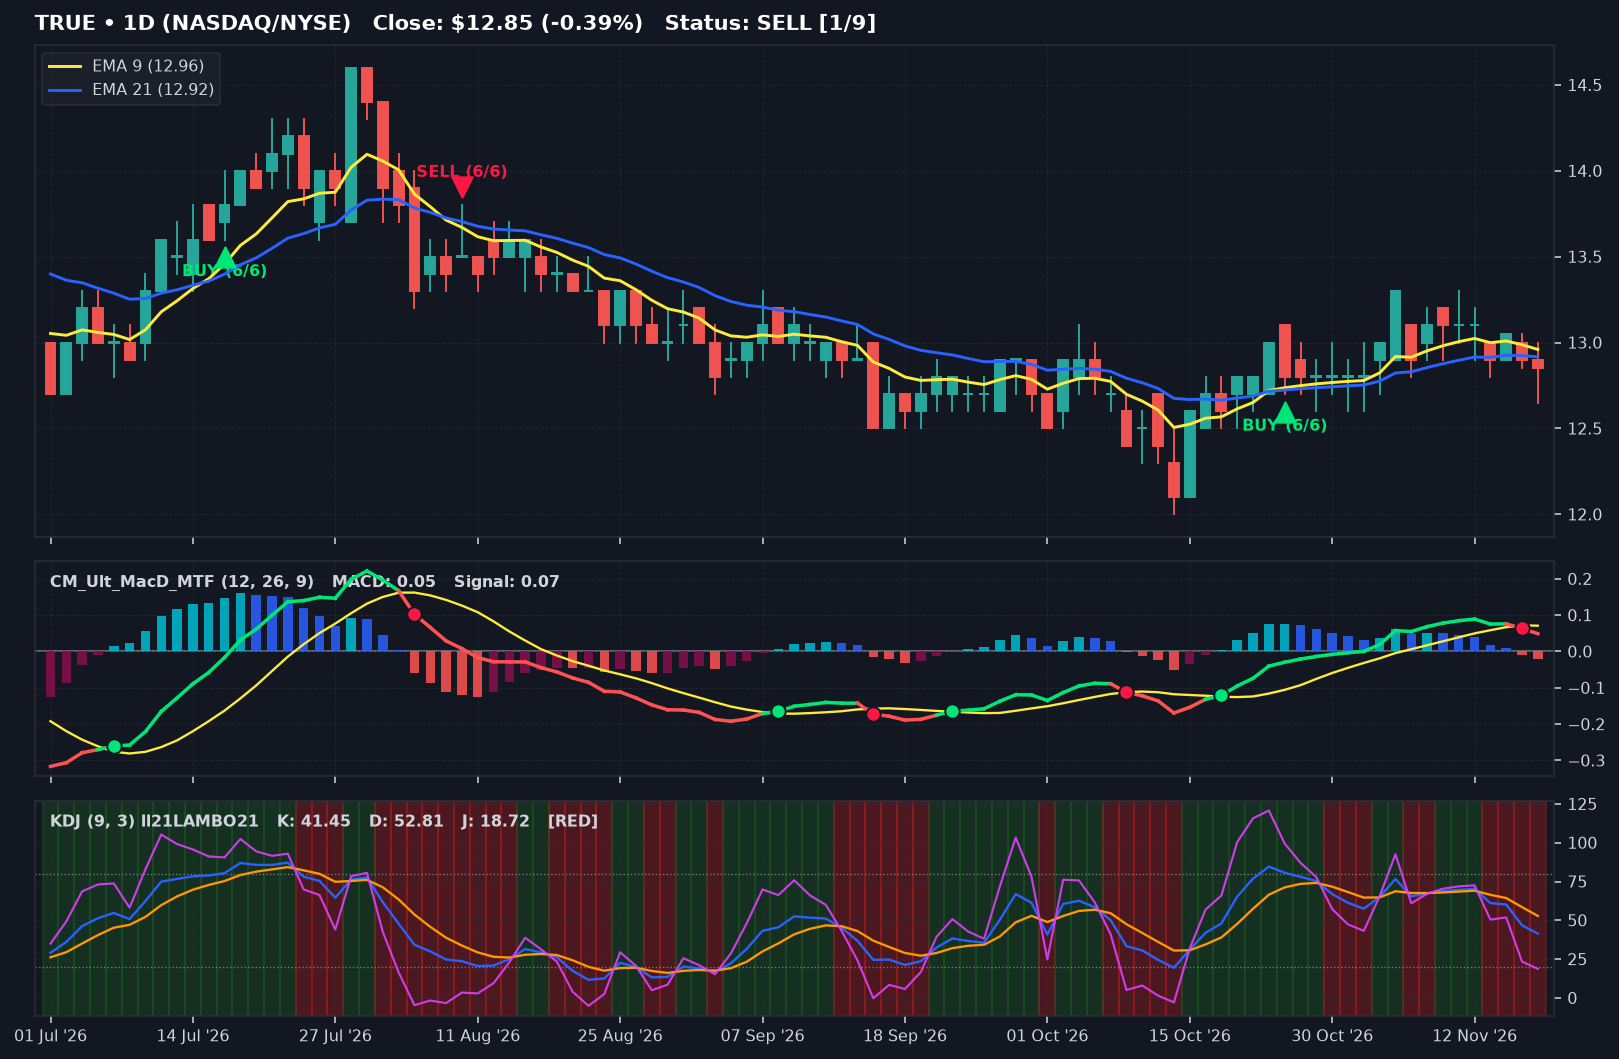 TRUE • 1D (NASDAQ/NYSE)   Close: $12.85 (-0.39%)   Status: SELL [1/9]
EMA 9 (12.96)
EMA 21 (12.92)
14.5
14.0
13.5
13.0
12.5
12.0
SELL (6/6)
BUY (6/6)
BUY (6/6)
CM_Ult_MacD_MTF (12, 26, 9)   MACD: 0.05   Signal: 0.07
0.2
0.1
0.0
−0.1
−0.2
−0.3
KDJ (9, 3) II21LAMBO21   K: 41.45   D: 52.81   J: 18.72   [RED]
125
100
75
50
25
0
01 Jul '26
14 Jul '26
27 Jul '26
11 Aug '26
25 Aug '26
07 Sep '26
18 Sep '26
01 Oct '26
15 Oct '26
30 Oct '26
12 Nov '26